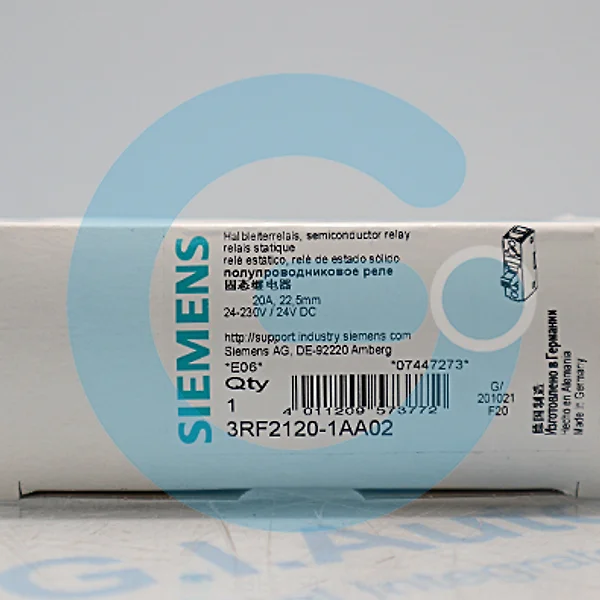 SIEMENS
Halbleiterrelais, semiconductor relay
relais statique
relé estático, relè de estado sólido
полупроводниковое реле
固态继电器
20A, 22,5mm
24-230V / 24V DC
http://support.industry.siemens.com
Siemens AG, DE-92220 Amberg
*E06*
*07447273*
Qty
1
4 011209 573772
G/
201021
F20
3RF2120-1AA02
德国制造
Изготовлено в Германии
Hecho en Alemania
Made in Germany
G.I.Auto